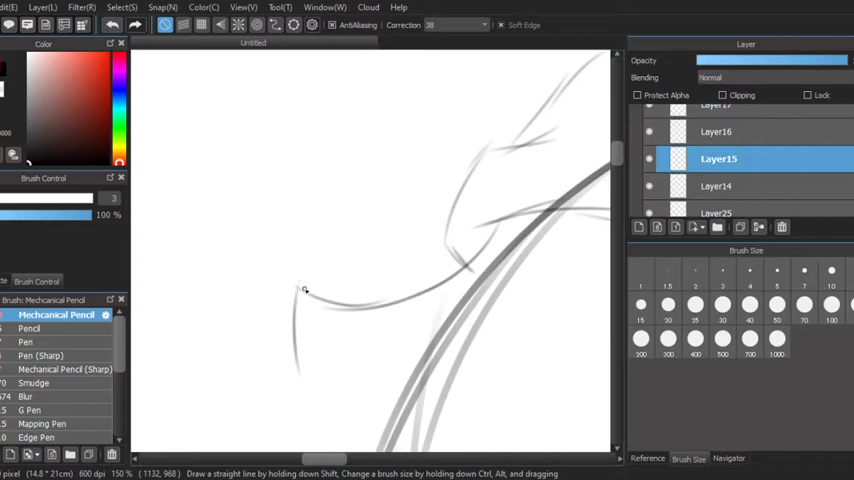 Layer(L) Filter(R) Select(S) Snap(N) Color(C) View(V) Tool(T) Window(W) Cloud Help
AntiAliasing Correction 38 Soft Edge
Color Untitled Layer
Opacity
Blending Normal
Protect Alpha Clipping Lock
Layer17
Layer16
Layer15
Layer14
Layer25
0000
Brush Control
3
100 %
Brush Control
Brush: Mechcanical Pencil
Mechcanical Pencil
Pencil
Pen
Pen (Sharp)
Mechanical Pencil (Sharp)
Smudge
Blur
G Pen
Mapping Pen
Edge Pen
Brush Size
1 1.5 2 3 5 7 10
15 20 30 40 50 70 100
200 300 400 500 700 1000
Reference Brush Size Navigator
pixel (14.8 * 21cm) 600 dpi 150 % (1132, 968) Draw a straight line by holding down Shift, Change a brush size by holding down Ctrl, Alt, and dragging